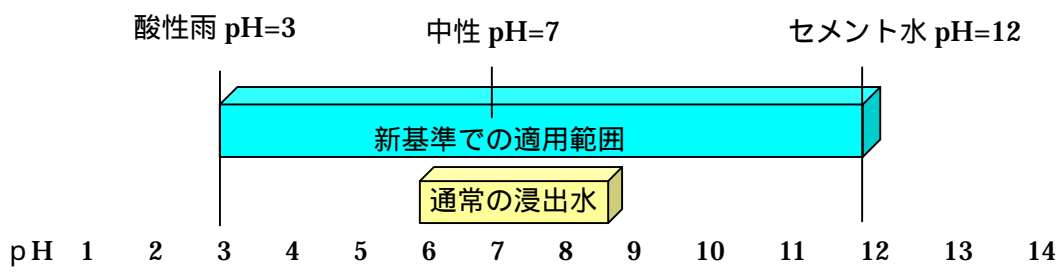 酸性雨 pH=3 中性 pH=7 セメント水 pH=12
新基準での適用範囲
通常の浸出水
pH 1 2 3 4 5 6 7 8 9 10 11 12 13 14